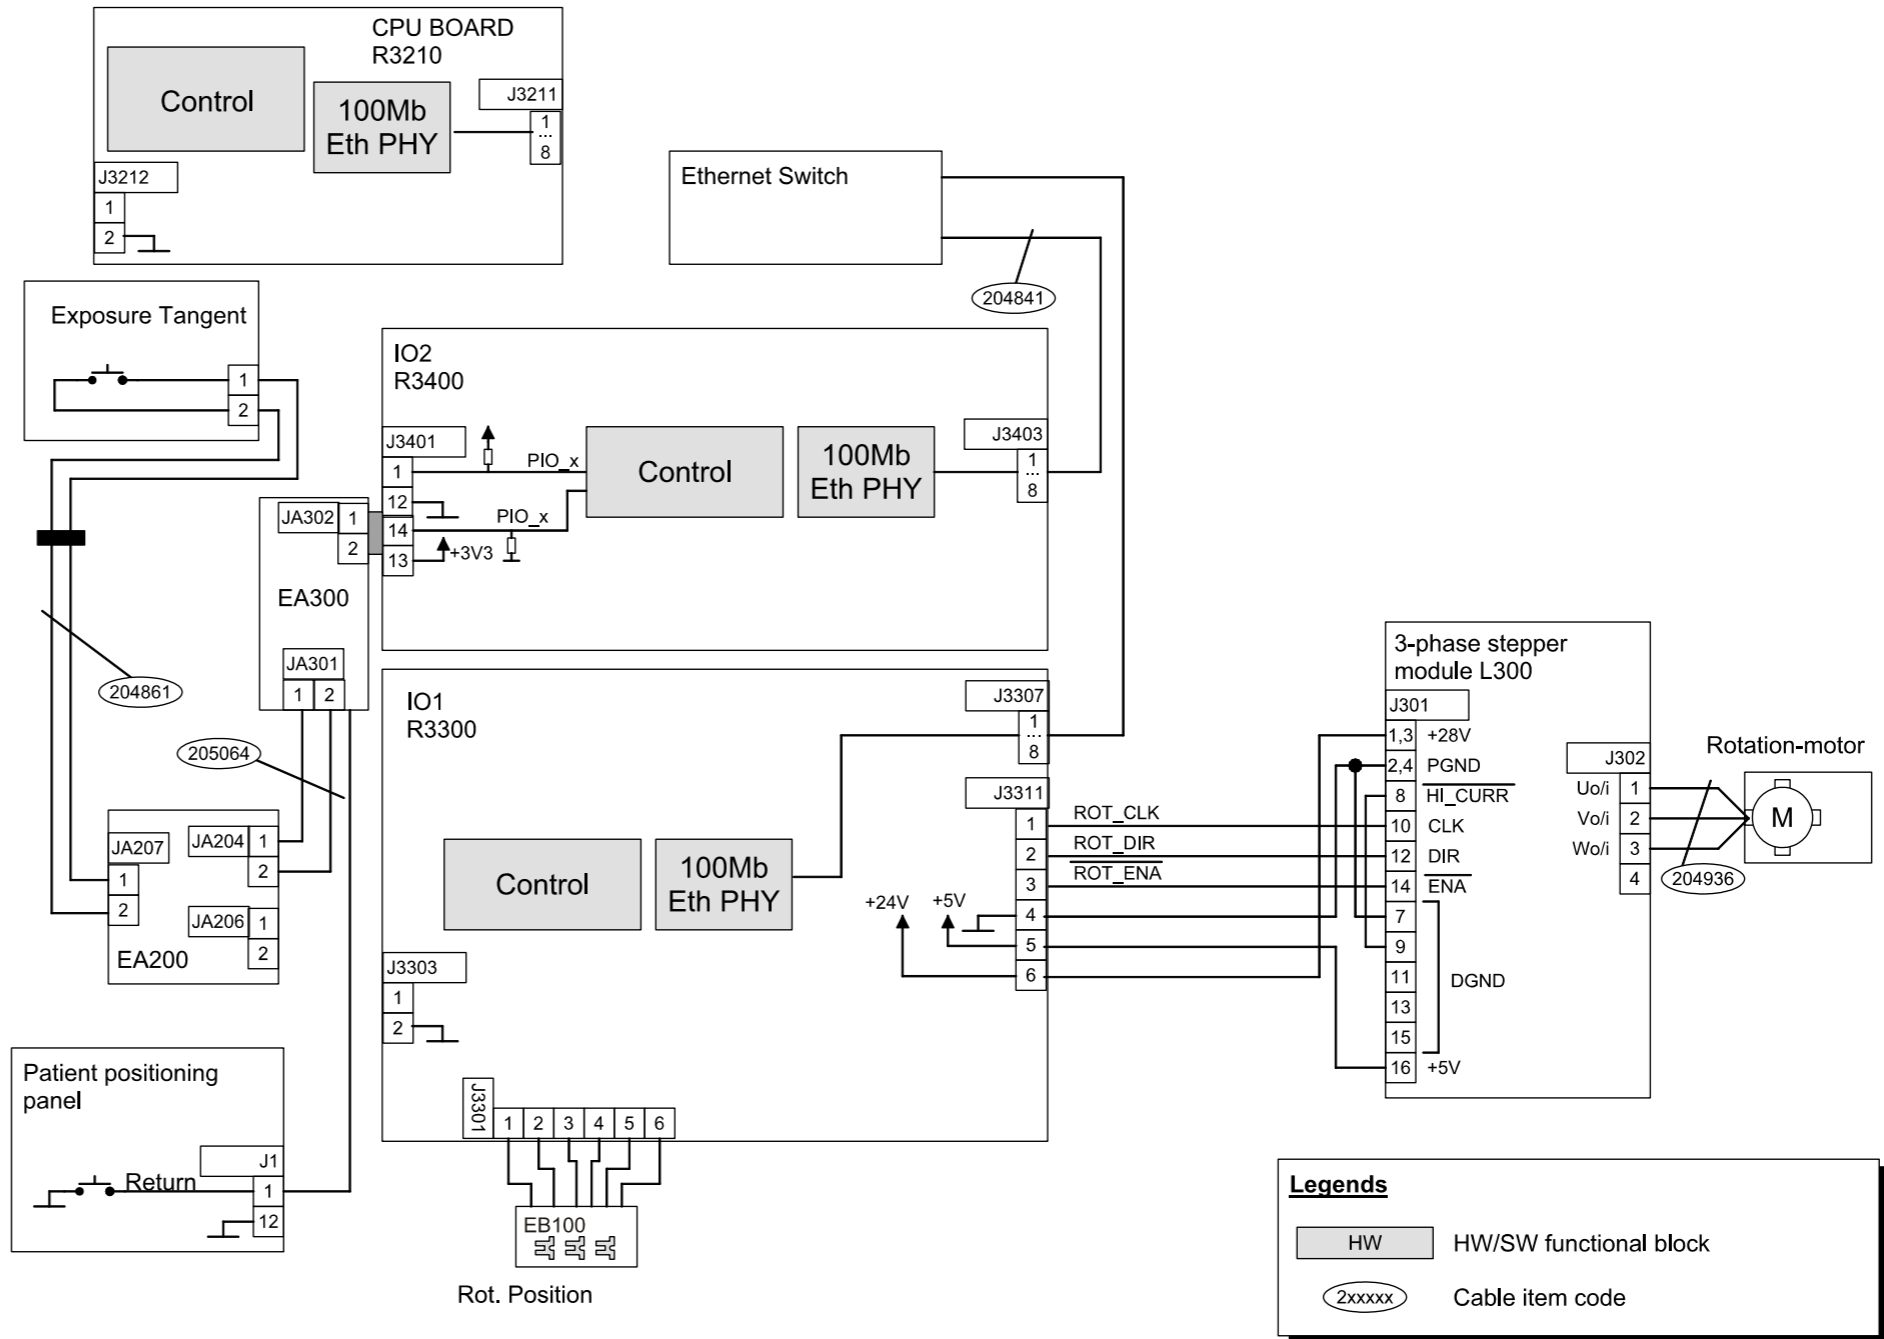 CPU BOARD
R3210
Control
100Mb
Eth PHY
J3211
1
...
8
J3212
1
2
Ethernet Switch
204841
Exposure Tangent
1
2
IO2
R3400
J3401
1
12
14
13
PIO_x
PIO_x
+3V3
Control
100Mb
Eth PHY
J3403
1
...
8
JA302
1
2
EA300
JA301
1
2
204861
205064
JA207
1
2
JA204
1
2
JA206
1
2
EA200
IO1
R3300
J3307
1
...
8
Control
100Mb
Eth PHY
J3311
1
2
3
4
5
6
+24V
+5V
ROT_CLK
ROT_DIR
ROT_ENA
J3303
1
2
J3301
1
2
3
4
5
6
EB100
Rot. Position
3-phase stepper
module L300
J301
1,3 +28V
2,4 PGND
8 HI_CURR
10 CLK
12 DIR
14 ENA
7
9
11
13
15
DGND
16 +5V
J302
Uo/i 1
Vo/i 2
Wo/i 3
4
Rotation-motor
M
204936
Patient positioning
panel
J1
Return
1
12
Legends
HW
HW/SW functional block
2xxxxx
Cable item code